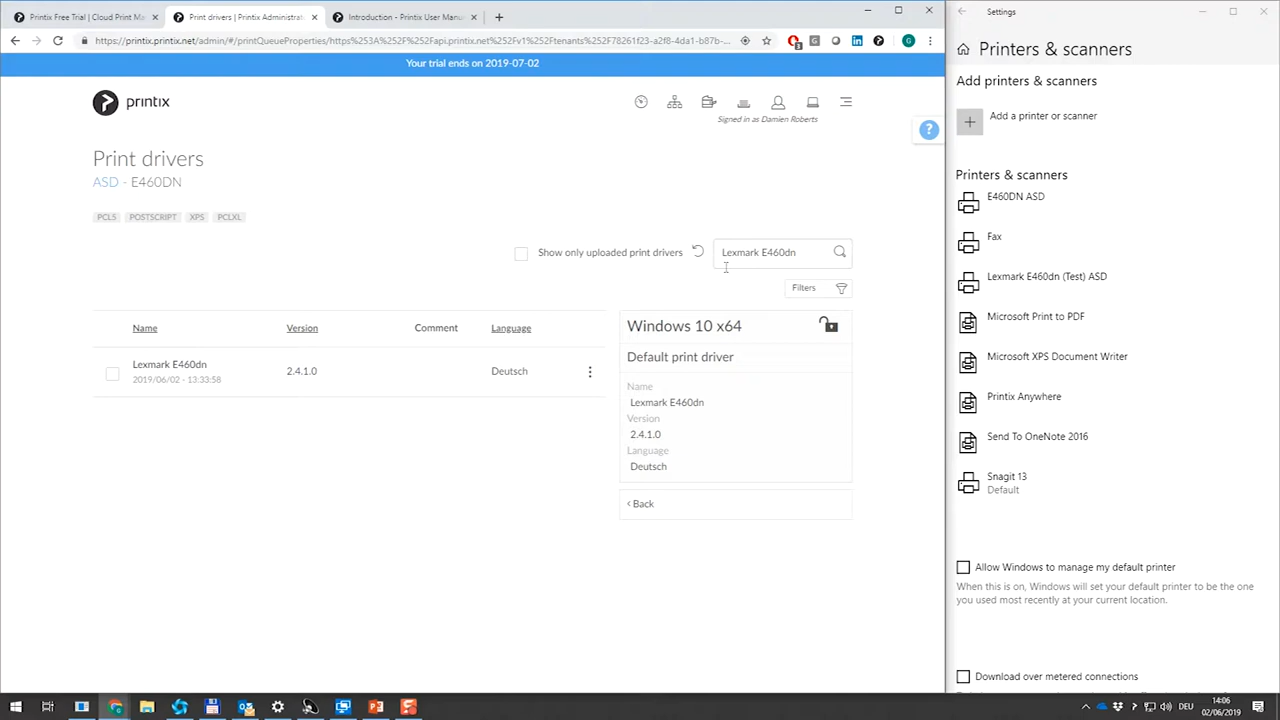 Printix Free Trial | Cloud Print Ma
Print drivers | Printix Administrat
Introduction - Printix User Manu
https://printix.printix.net/admin/#/printQueueProperties/https%253A%252F%252Fapi.printix.net%252Fv1%252Ftenants%252F78261f23-a2f8-4da1-b87b-...
Your trial ends on 2019-07-02
printix
Signed in as Damien Roberts
?
Print drivers
ASD - E460DN
PCL5 POSTSCRIPT XPS PCLXL
Show only uploaded print drivers
Lexmark E460dn
Filters
Name Version Comment Language
Lexmark E460dn 2.4.1.0 Deutsch
2019/06/02 - 13:33:58
Windows 10 x64
Default print driver
Name
Lexmark E460dn
Version
2.4.1.0
Language
Deutsch
‹ Back
Settings
Printers & scanners
Add printers & scanners
Add a printer or scanner
Printers & scanners
E460DN ASD
Fax
Lexmark E460dn (Test) ASD
Microsoft Print to PDF
Microsoft XPS Document Writer
Printix Anywhere
Send To OneNote 2016
Snagit 13
Default
Allow Windows to manage my default printer
When this is on, Windows will set your default printer to be the one
you used most recently at your current location.
Download over metered connections
DEU
14:06
02/06/2019